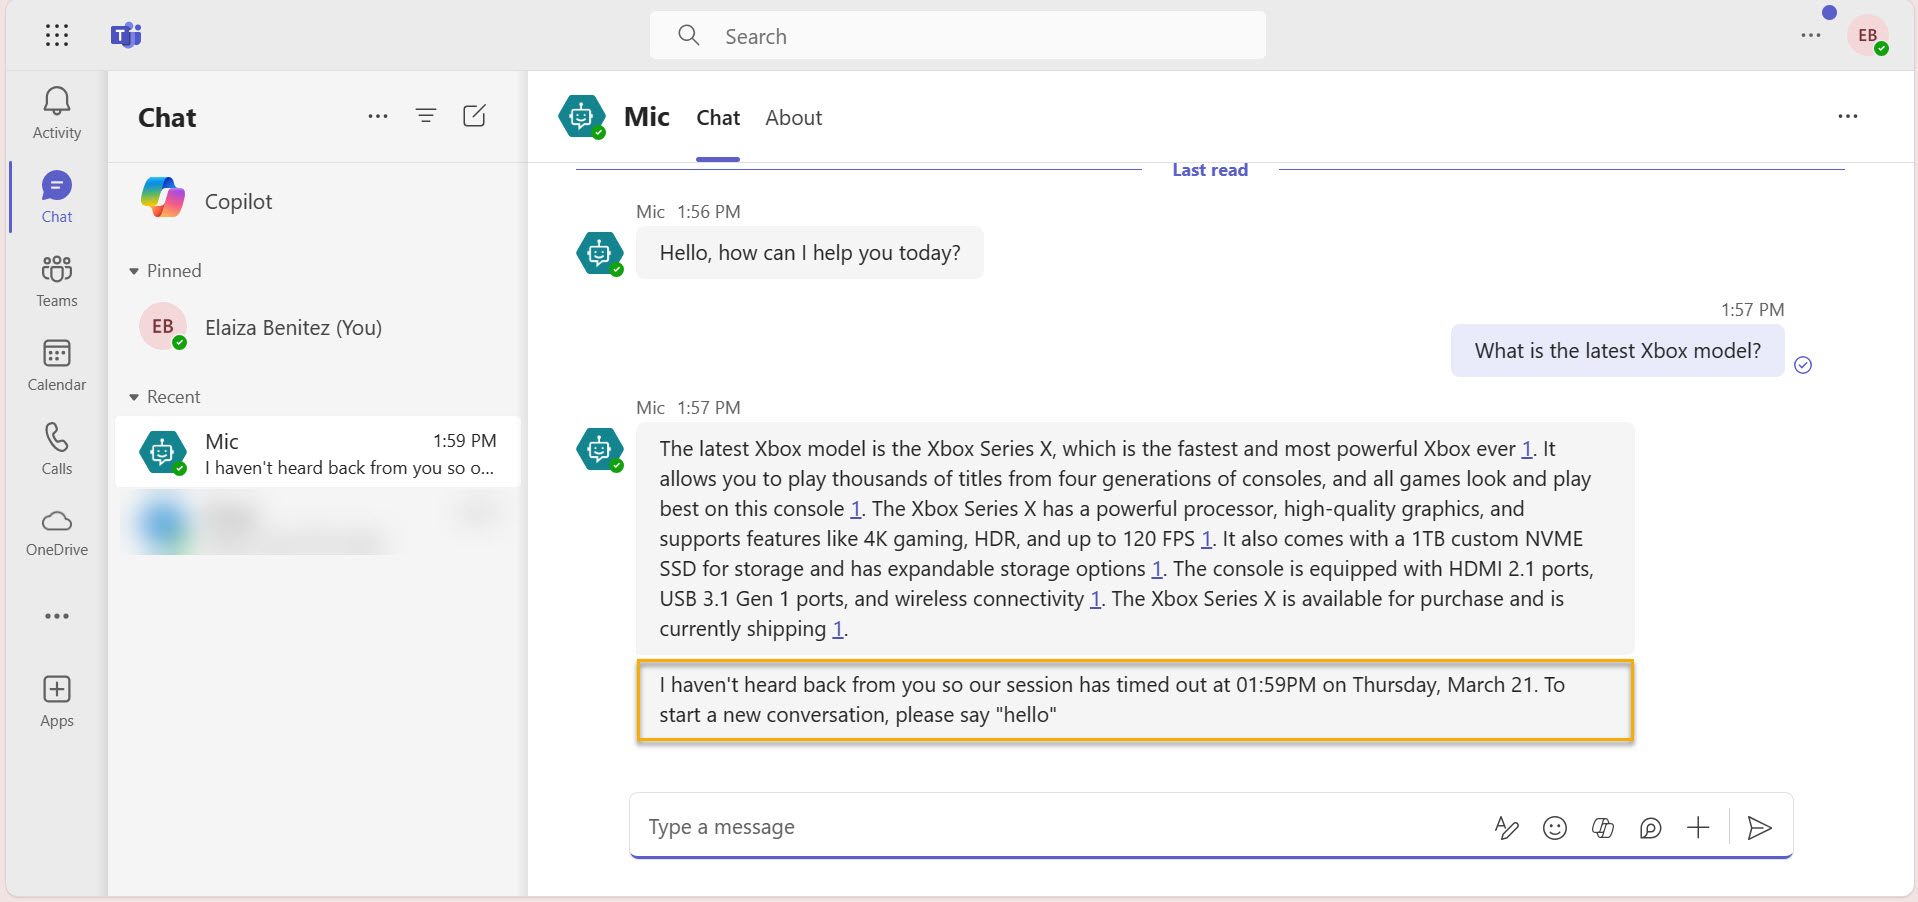 Search
EB
Activity
Chat
Teams
Calendar
Calls
OneDrive
Apps
Chat
Copilot
Pinned
EB
Elaiza Benitez (You)
Recent
Mic
1:59 PM
I haven't heard back from you so o...
Mic
Chat
About
Last read
Mic 1:56 PM
Hello, how can I help you today?
1:57 PM
What is the latest Xbox model?
Mic 1:57 PM
The latest Xbox model is the Xbox Series X, which is the fastest and most powerful Xbox ever 1. It
allows you to play thousands of titles from four generations of consoles, and all games look and play
best on this console 1. The Xbox Series X has a powerful processor, high-quality graphics, and
supports features like 4K gaming, HDR, and up to 120 FPS 1. It also comes with a 1TB custom NVME
SSD for storage and has expandable storage options 1. The console is equipped with HDMI 2.1 ports,
USB 3.1 Gen 1 ports, and wireless connectivity 1. The Xbox Series X is available for purchase and is
currently shipping 1.
I haven't heard back from you so our session has timed out at 01:59PM on Thursday, March 21. To
start a new conversation, please say "hello"
Type a message